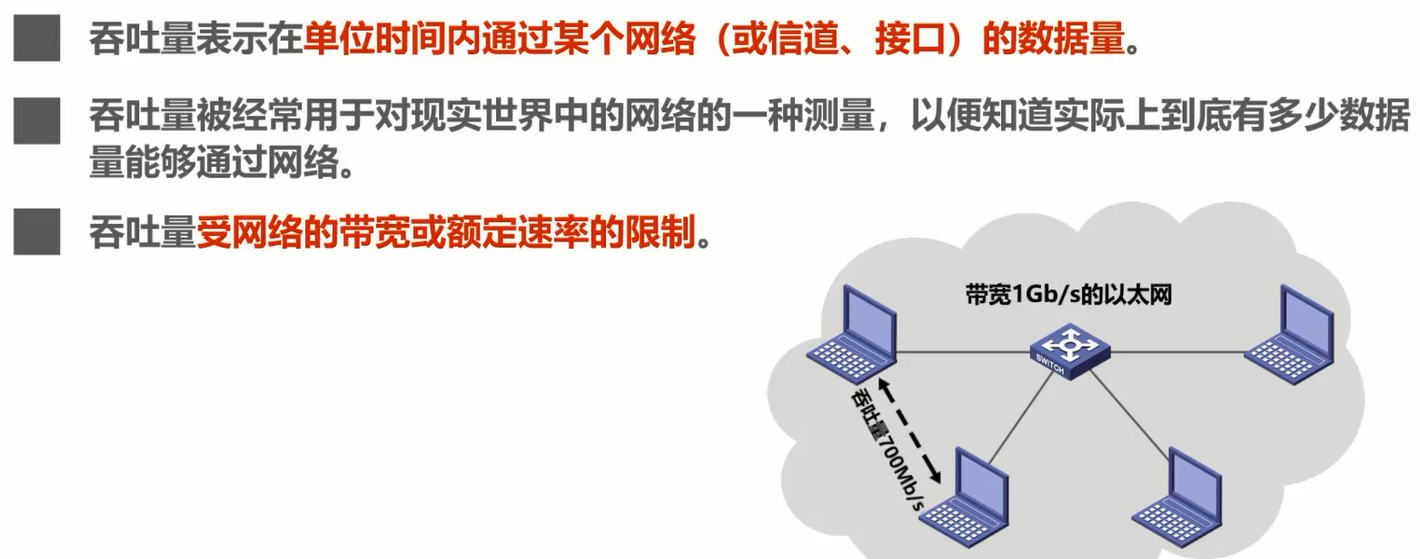 吞吐量表示在单位时间内通过某个网络（或信道、接口）的数据量。
吞吐量被经常用于对现实世界中的网络的一种测量，以便知道实际上到底有多少数据
量能够通过网络。
吞吐量受网络的带宽或额定速率的限制。
带宽1Gb/s的以太网
SWITCH
吞吐量700Mb/s